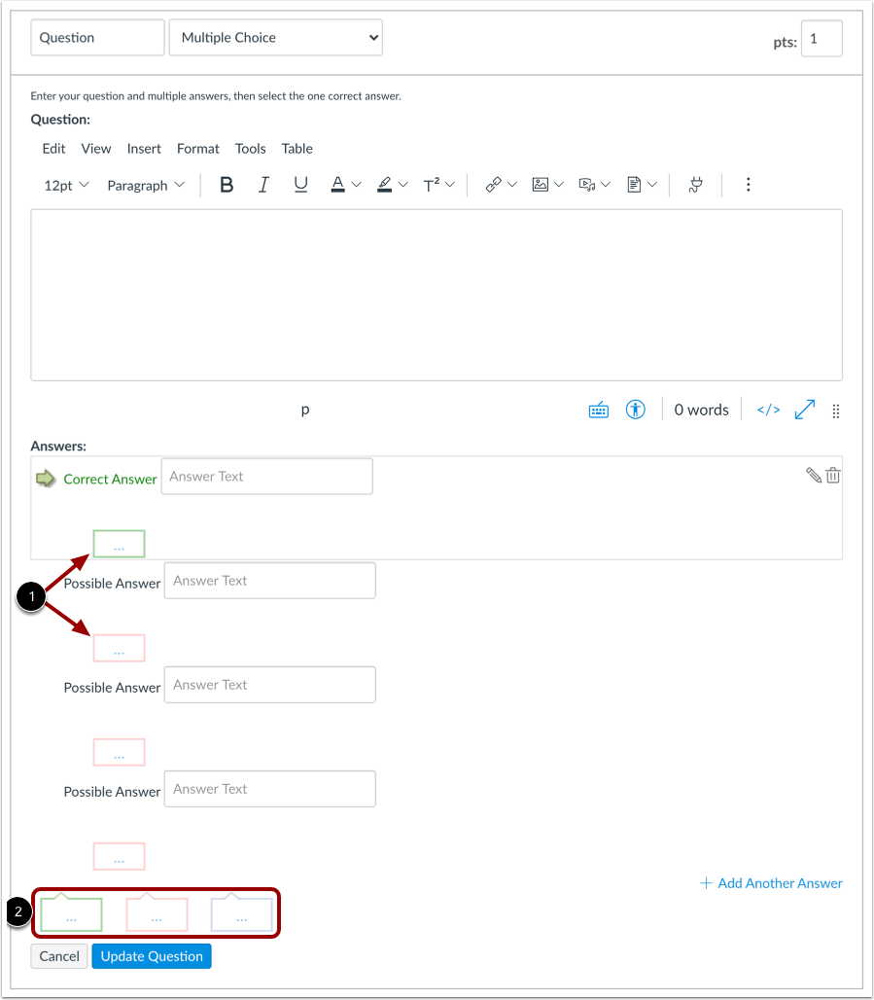 Question Multiple Choice pts: 1
Enter your question and multiple answers, then select the one correct answer.
Question:
Edit View Insert Format Tools Table
12pt Paragraph B I U A T²
p 0 words </>
Answers:
Correct Answer Answer Text
...
1
Possible Answer Answer Text
...
Possible Answer Answer Text
...
Possible Answer Answer Text
...
+ Add Another Answer
2 ... ... ...
Cancel Update Question